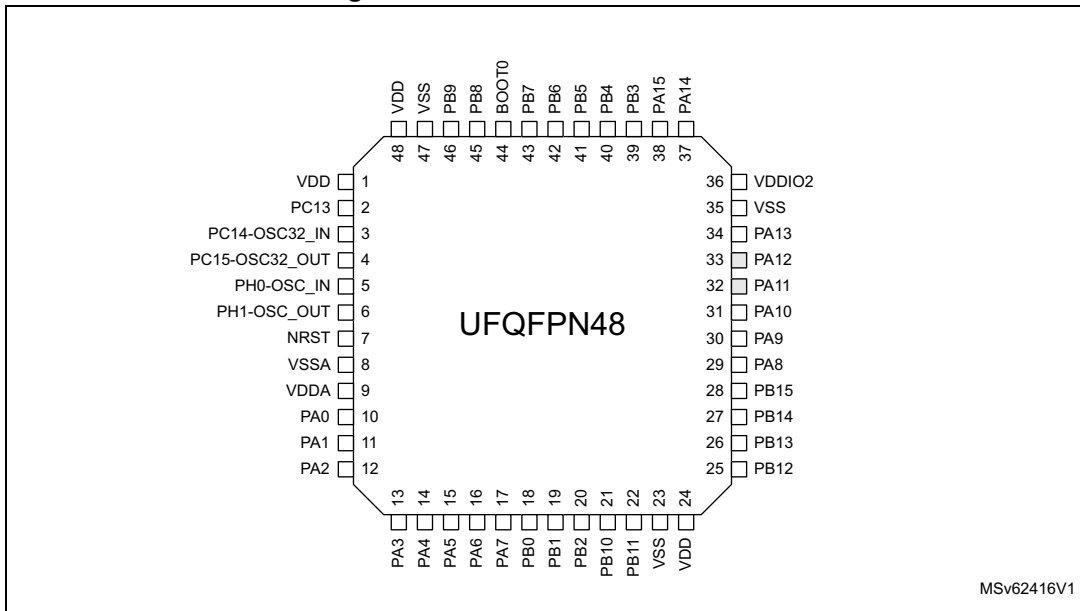 48 VDD
47 VSS
46 PB9
45 PB8
44 BOOT0
43 PB7
42 PB6
41 PB5
40 PB4
39 PB3
38 PA15
37 PA14
VDD 1
PC13 2
PC14-OSC32_IN 3
PC15-OSC32_OUT 4
PH0-OSC_IN 5
PH1-OSC_OUT 6
NRST 7
VSSA 8
VDDA 9
PA0 10
PA1 11
PA2 12
UFQFPN48
36 VDDIO2
35 VSS
34 PA13
33 PA12
32 PA11
31 PA10
30 PA9
29 PA8
28 PB15
27 PB14
26 PB13
25 PB12
PA3 13
PA4 14
PA5 15
PA6 16
PA7 17
PB0 18
PB1 19
PB2 20
PB10 21
PB11 22
VSS 23
VDD 24
MSv62416V1